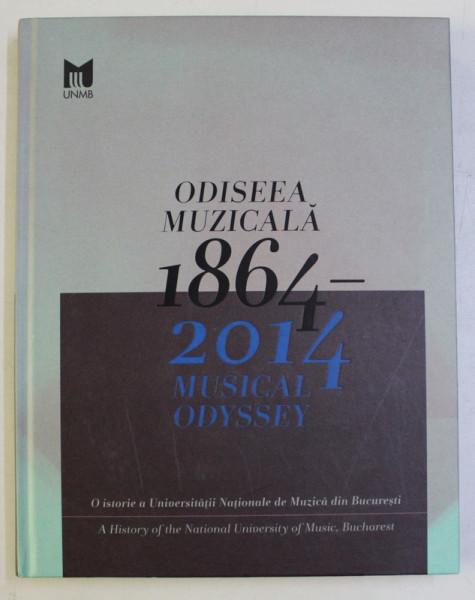 UNMB
ODISEEA
MUZICALĂ
1864–
2014
MUSICAL
ODYSSEY
O istorie a Universității Naționale de Muzică din București
A History of the National University of Music, Bucharest